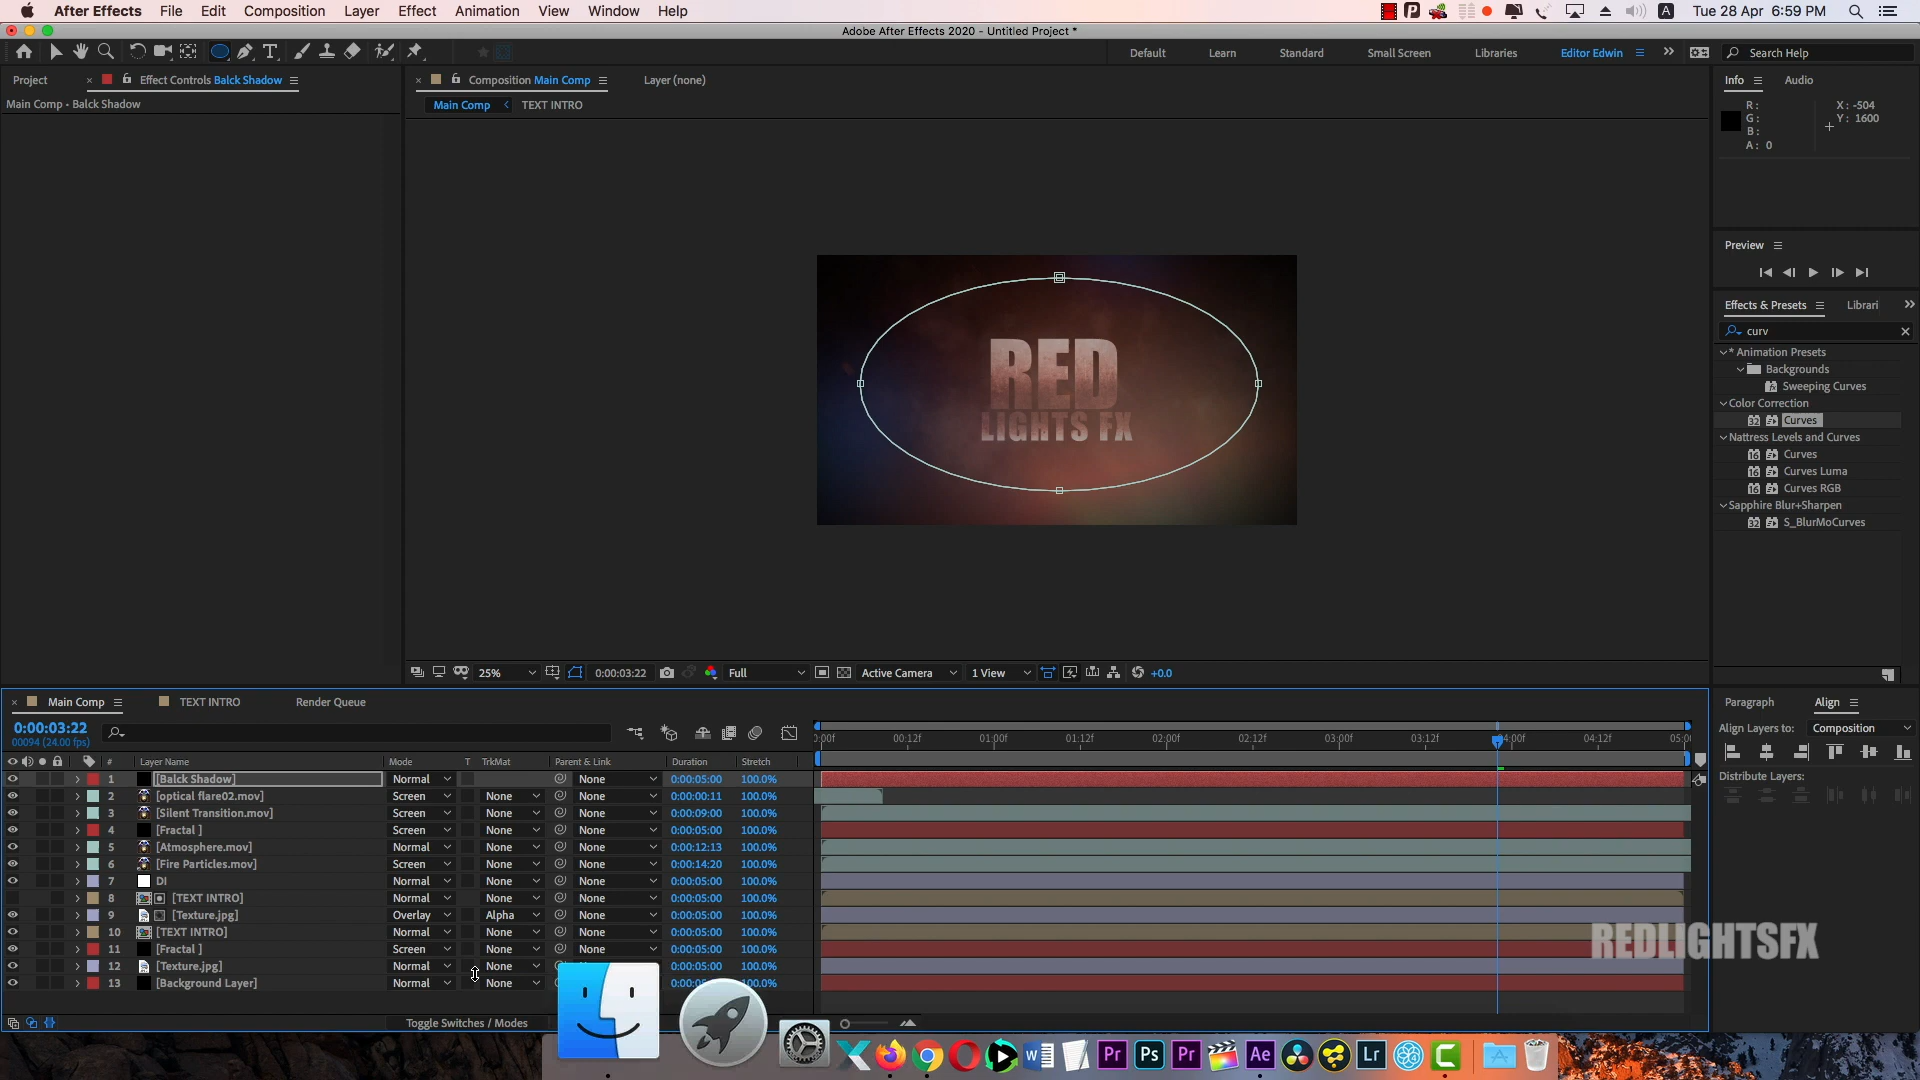 After Effects File Edit Composition Layer Effect Animation View Window Help
Tue 28 Apr 6:59 PM
Adobe After Effects 2020 - Untitled Project *
Default Learn Standard Small Screen Libraries Editor Edwin Search Help
Project Effect Controls Balck Shadow
Main Comp • Balck Shadow
Composition Main Comp Layer (none)
Main Comp TEXT INTRO
Info Audio
R:
G:
B:
A: 0
X: -504
Y: 1600
Preview
Effects & Presets Librari
curv
* Animation Presets
Backgrounds
Sweeping Curves
Color Correction
Curves
Nattress Levels and Curves
Curves
Curves Luma
Curves RGB
Sapphire Blur+Sharpen
S_BlurMoCurves
RED
LIGHTS FX
25% 0:00:03:22 Full Active Camera 1 View +0.0
Main Comp TEXT INTRO Render Queue
0:00:03:22
00094 (24.00 fps)
:00f 00:12f 01:00f 01:12f 02:00f 02:12f 03:00f 03:12f 4:00f 04:12f 05:0
# Layer Name Mode T TrkMat Parent & Link Duration Stretch
1 [Balck Shadow] Normal None 0:00:05:00 100.0%
2 [optical flare02.mov] Screen None None 0:00:00:11 100.0%
3 [Silent Transition.mov] Screen None None 0:00:09:00 100.0%
4 [Fractal ] Screen None None 0:00:05:00 100.0%
5 [Atmosphere.mov] Normal None None 0:00:12:13 100.0%
6 [Fire Particles.mov] Screen None None 0:00:14:20 100.0%
7 DI Normal None None 0:00:05:00 100.0%
8 [TEXT INTRO] Normal None None 0:00:05:00 100.0%
9 [Texture.jpg] Overlay Alpha None 0:00:05:00 100.0%
10 [TEXT INTRO] Normal None None 0:00:05:00 100.0%
11 [Fractal ] Screen None None 0:00:05:00 100.0%
12 [Texture.jpg] Normal None 0:00:05:00 100.0%
13 [Background Layer] Normal None 100.0%
Toggle Switches / Modes
Paragraph Align
Align Layers to: Composition
Distribute Layers:
REDLIGHTSFX
Pr Ps Pr Ae Lr